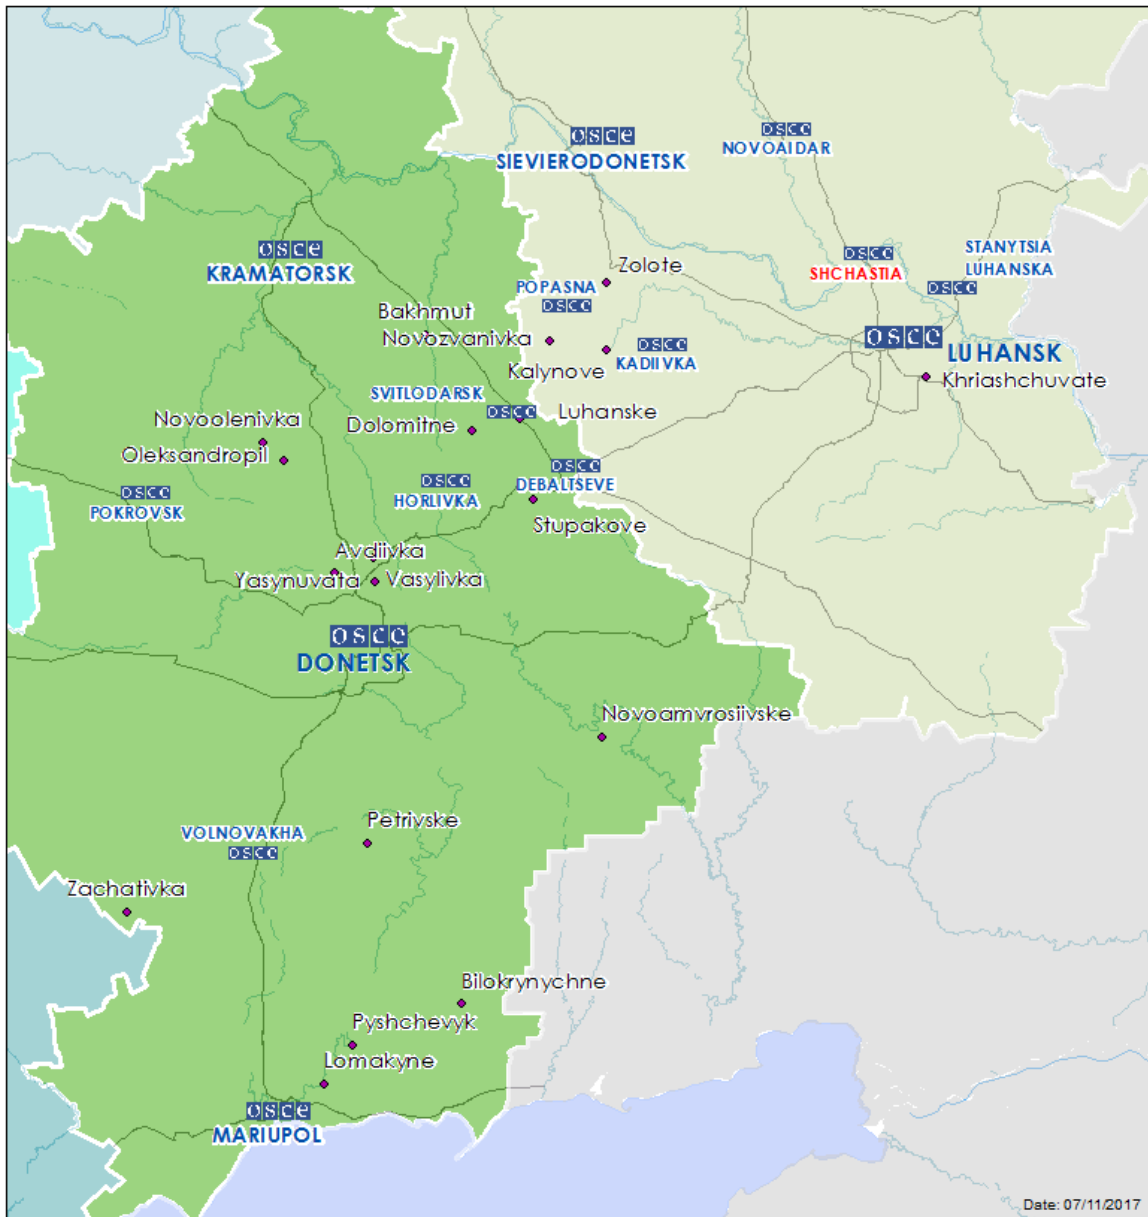 osce
SIEVIERODONETSK
osce
NOVOAIDAR
osce
KRAMATORSK
osce
SHCHASTIA
STANYTSIA
LUHANSKA
osce
Zolote
POPASNA
osce
Bakhmut
Novozvanivka
osce
LUHANSK
Kalynove
osce
KADIIVKA
Khriashchuvate
SVITLODARSK
osce
Luhanske
Novoolenivka
Dolomitne
Oleksandropil
osce
POKROVSK
osce
HORLIVKA
osce
DEBALTSEVE
Stupakove
Avdiivka
Yasynuvata
Vasylivka
osce
DONETSK
Novoamvrosiivske
Petrivske
VOLNOVAKHA
osce
Zachativka
Bilokrynychne
Pyshchevyk
Lomakyne
osce
MARIUPOL
Date: 07/11/2017